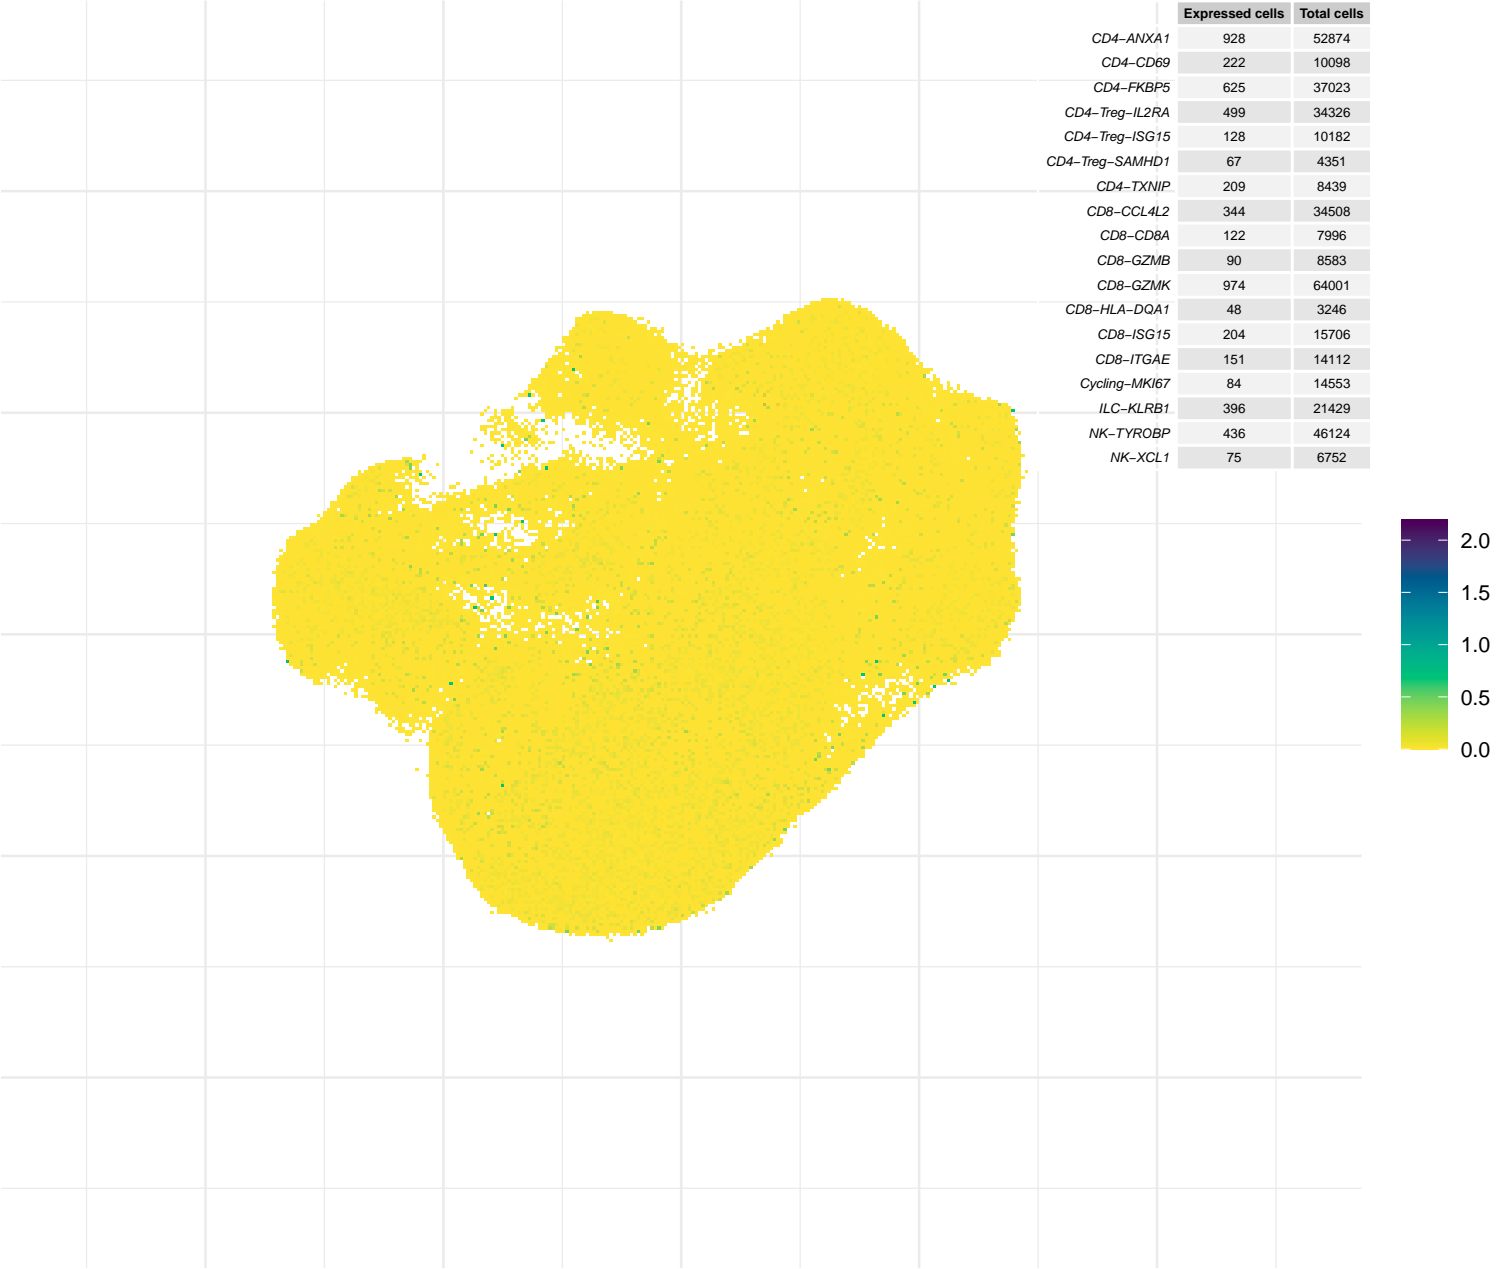 Expressed cells Total cells
CD4−ANXA1 928 52874
CD4−CD69 222 10098
CD4−FKBP5 625 37023
CD4−Treg−IL2RA 499 34326
CD4−Treg−ISG15 128 10182
CD4−Treg−SAMHD1 67 4351
CD4−TXNIP 209 8439
CD8−CCL4L2 344 34508
CD8−CD8A 122 7996
CD8−GZMB 90 8583
CD8−GZMK 974 64001
CD8−HLA−DQA1 48 3246
CD8−ISG15 204 15706
CD8−ITGAE 151 14112
Cycling−MKI67 84 14553
ILC−KLRB1 396 21429
NK−TYROBP 436 46124
NK−XCL1 75 6752
2.0
1.5
1.0
0.5
0.0